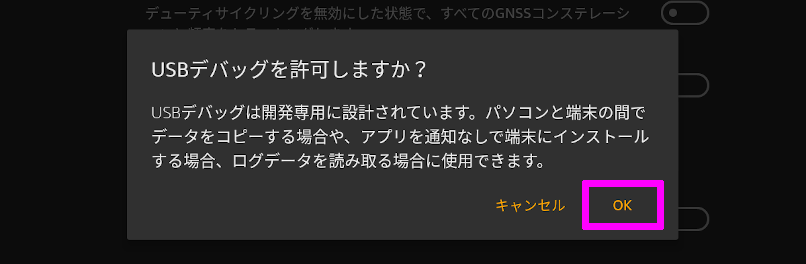 デューティサイクリングを無効にした状態で、すべてのGNSSコンステレーシ
USBデバッグを許可しますか？
USBデバッグは開発専用に設計されています。パソコンと端末の間で
データをコピーする場合や、アプリを通知なしで端末にインストール
する場合、ログデータを読み取る場合に使用できます。
キャンセル OK